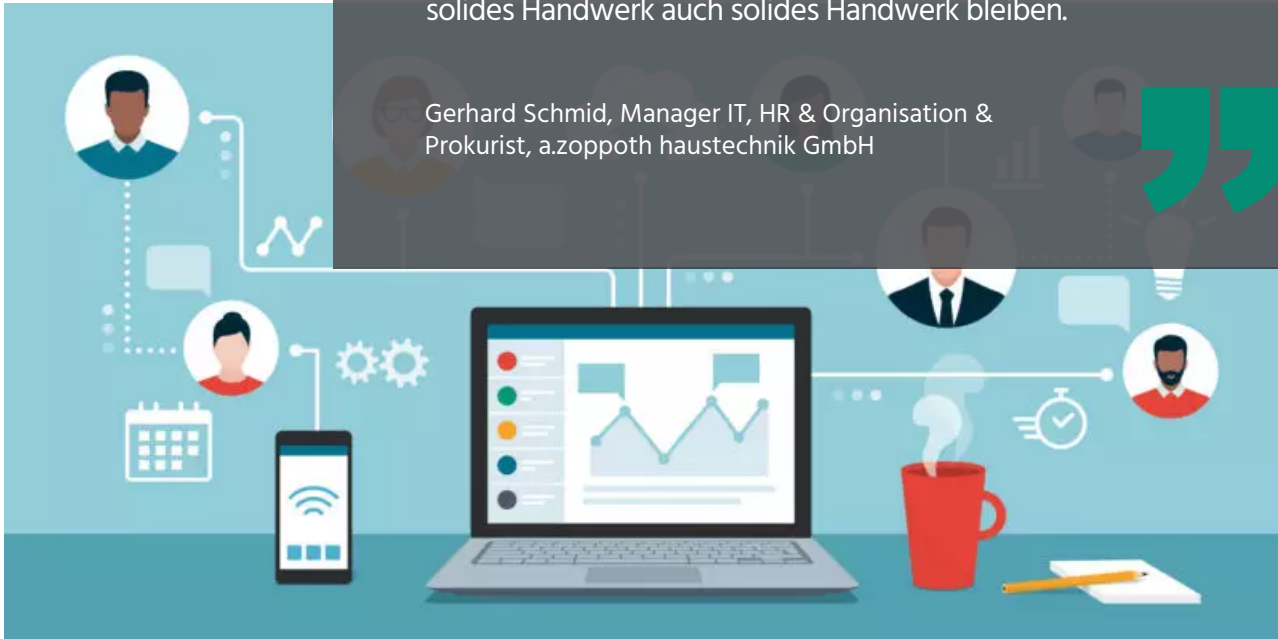 solides Handwerk auch solides Handwerk bleiben.
Gerhard Schmid, Manager IT, HR & Organisation &
Prokurist, a.zoppoth haustechnik GmbH
”